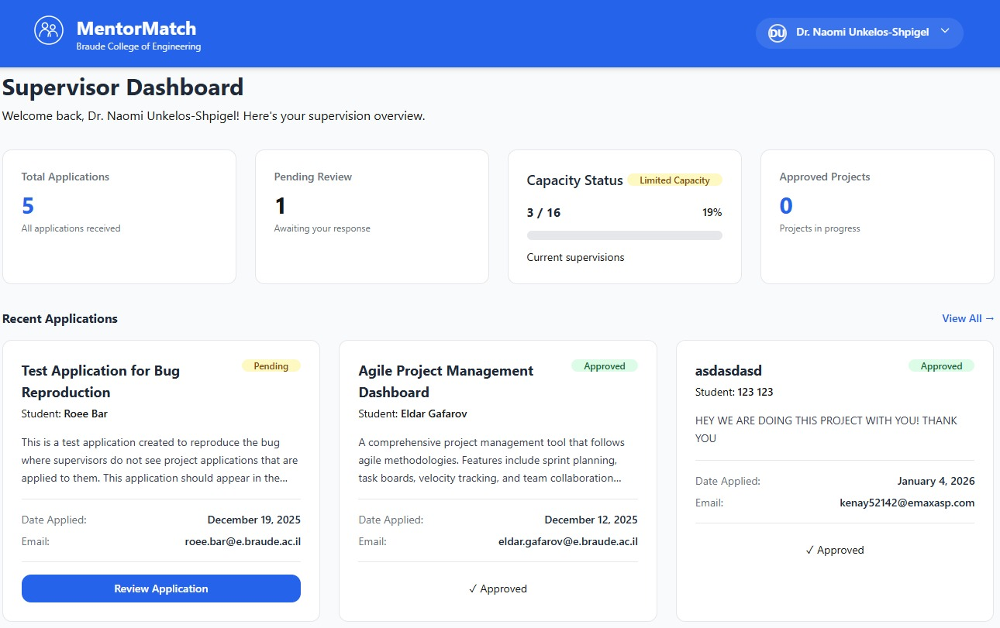 MentorMatch
Braude College of Engineering
DU
Dr. Naomi Unkelos-Shpigel
Supervisor Dashboard
Welcome back, Dr. Naomi Unkelos-Shpigel! Here's your supervision overview.
Total Applications
5
All applications received
Pending Review
1
Awaiting your response
Capacity Status
Limited Capacity
3 / 16
19%
Current supervisions
Approved Projects
0
Projects in progress
Recent Applications
View All →
Test Application for Bug
Reproduction
Pending
Student: Roee Bar
This is a test application created to reproduce the bug
where supervisors do not see project applications that are
applied to them. This application should appear in the...
Date Applied: December 19, 2025
Email: roee.bar@e.braude.ac.il
Review Application
Agile Project Management
Dashboard
Approved
Student: Eldar Gafarov
A comprehensive project management tool that follows
agile methodologies. Features include sprint planning,
task boards, velocity tracking, and team collaboration...
Date Applied: December 12, 2025
Email: eldar.gafarov@e.braude.ac.il
✓ Approved
asdasdasd
Approved
Student: 123 123
HEY WE ARE DOING THIS PROJECT WITH YOU! THANK
YOU
Date Applied: January 4, 2026
Email: kenay52142@emaxasp.com
✓ Approved